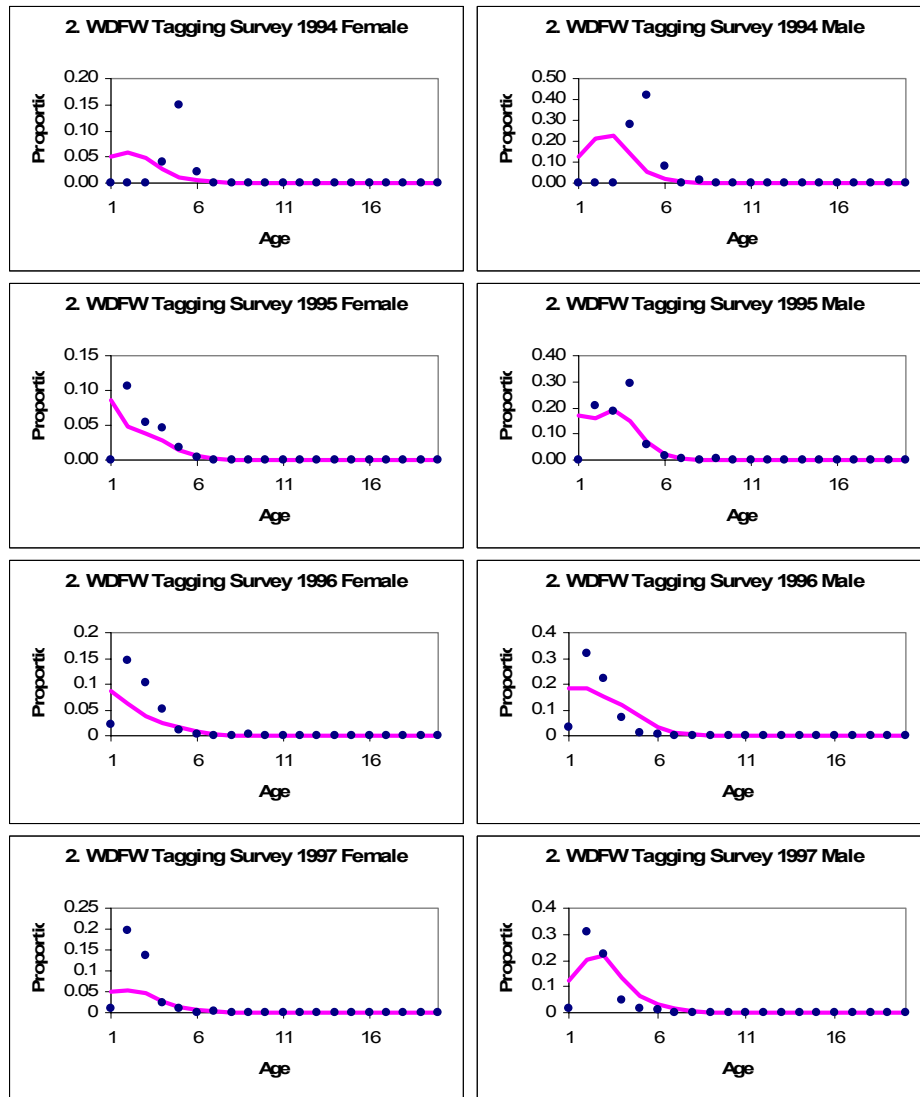 2. WDFW Tagging Survey 1994 Female
0.20
0.15
0.10
0.05
0.00
Proportic
1 6 11 16
Age
2. WDFW Tagging Survey 1994 Male
0.50
0.40
0.30
0.20
0.10
0.00
Proportic
1 6 11 16
Age
2. WDFW Tagging Survey 1995 Female
0.15
0.10
0.05
0.00
Proportic
1 6 11 16
Age
2. WDFW Tagging Survey 1995 Male
0.40
0.30
0.20
0.10
0.00
Proportic
1 6 11 16
Age
2. WDFW Tagging Survey 1996 Female
0.2
0.15
0.1
0.05
0
Proportic
1 6 11 16
Age
2. WDFW Tagging Survey 1996 Male
0.4
0.3
0.2
0.1
0
Proportic
1 6 11 16
Age
2. WDFW Tagging Survey 1997 Female
0.25
0.2
0.15
0.1
0.05
0
Proportic
1 6 11 16
Age
2. WDFW Tagging Survey 1997 Male
0.4
0.3
0.2
0.1
0
Proportic
1 6 11 16
Age